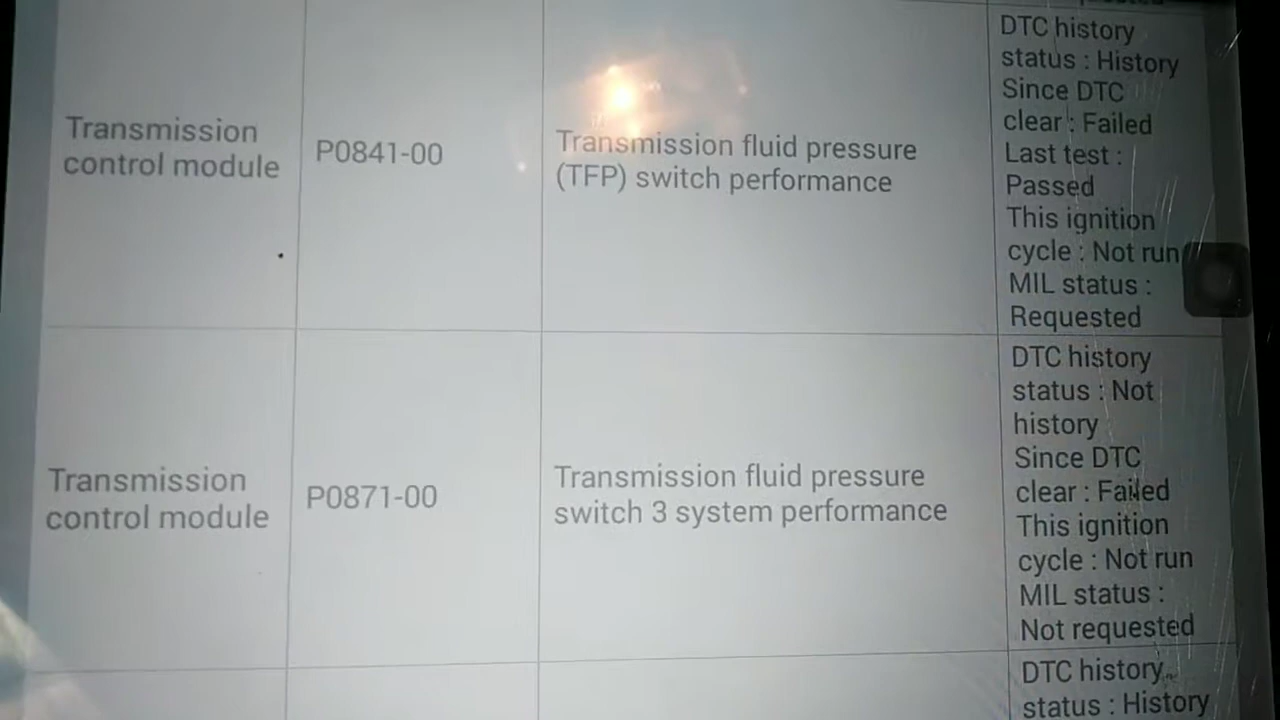 Transmission
control module
P0841-00
Transmission fluid pressure
(TFP) switch performance
DTC history
status : History
Since DTC
clear : Failed
Last test :
Passed
This ignition
cycle : Not run
MIL status :
Requested
Transmission
control module
P0871-00
Transmission fluid pressure
switch 3 system performance
DTC history
status : Not
history
Since DTC
clear : Failed
This ignition
cycle : Not run
MIL status :
Not requested
DTC history
status : History